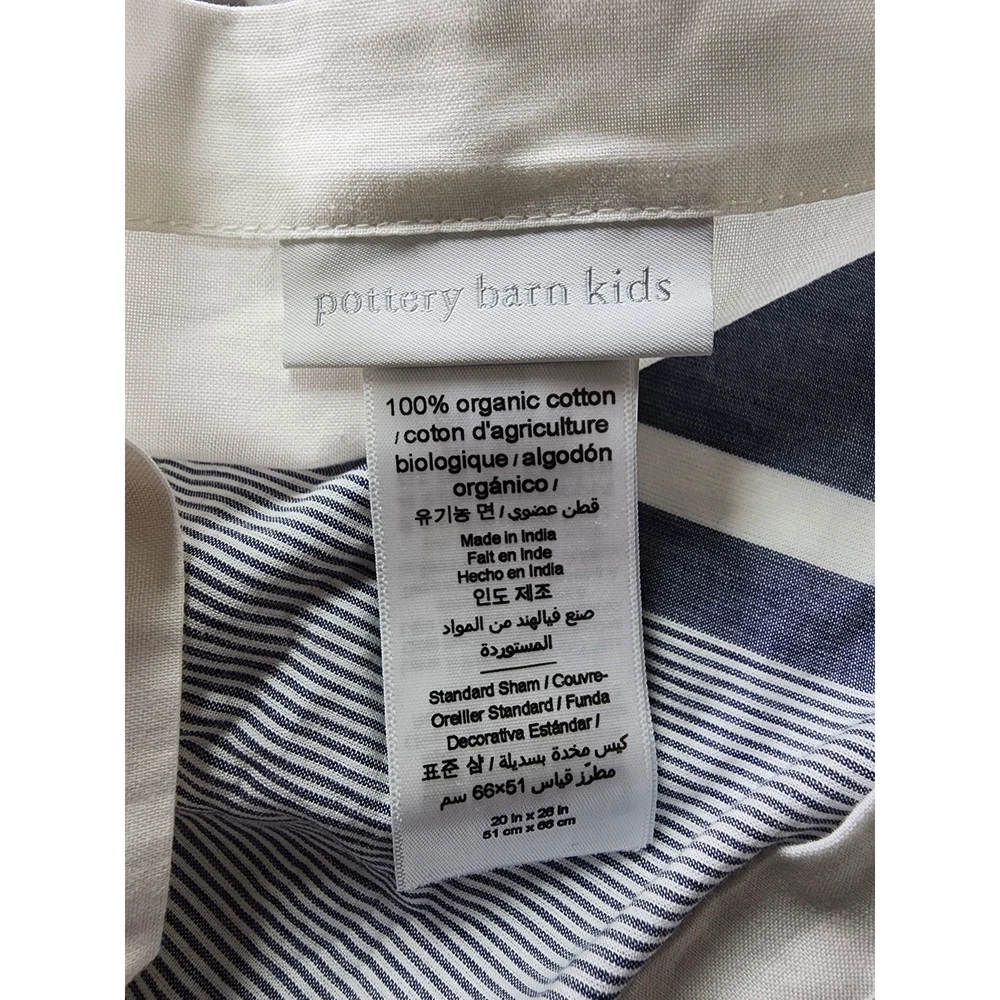 pottery barn kids
100% organic cotton
/ coton d'agriculture
biologique / algodón
orgánico /
유기농 면 / قطن عضوي
Made in India
Fait en Inde
Hecho en India
인도 제조
صنع فيالهند من المواد
المستوردة
Standard Sham / Couvre-
Oreiller Standard / Funda
Decorativa Estándar /
표준 샴 / كيس مخدة بسديلة
مطرّز قياس 51×66 سم
20 in x 26 in
51 cm x 66 cm